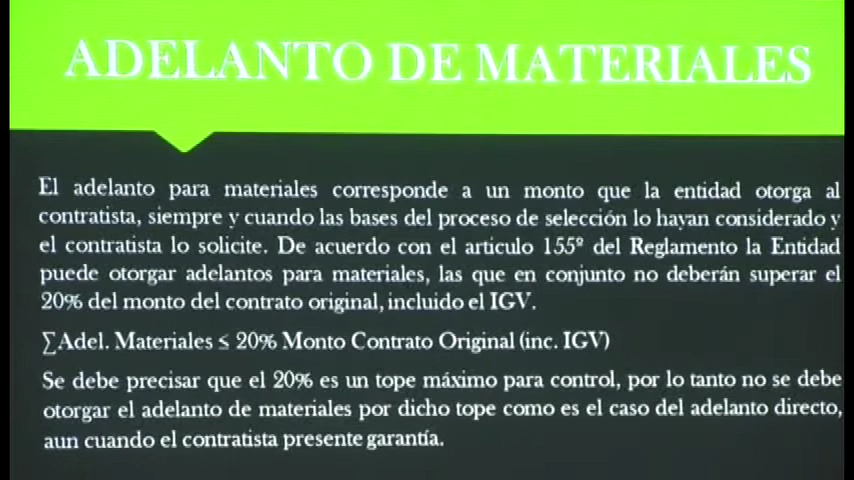 ADELANTO DE MATERIALES
El adelanto para materiales corresponde a un monto que la entidad otorga al
contratista, siempre y cuando las bases del proceso de selección lo hayan considerado y
el contratista lo solicite. De acuerdo con el articulo 155º del Reglamento la Entidad
puede otorgar adelantos para materiales, las que en conjunto no deberán superar el
20% del monto del contrato original, incluido el IGV.
∑Adel. Materiales ≤ 20% Monto Contrato Original (inc. IGV)
Se debe precisar que el 20% es un tope máximo para control, por lo tanto no se debe
otorgar el adelanto de materiales por dicho tope como es el caso del adelanto directo,
aun cuando el contratista presente garantía.